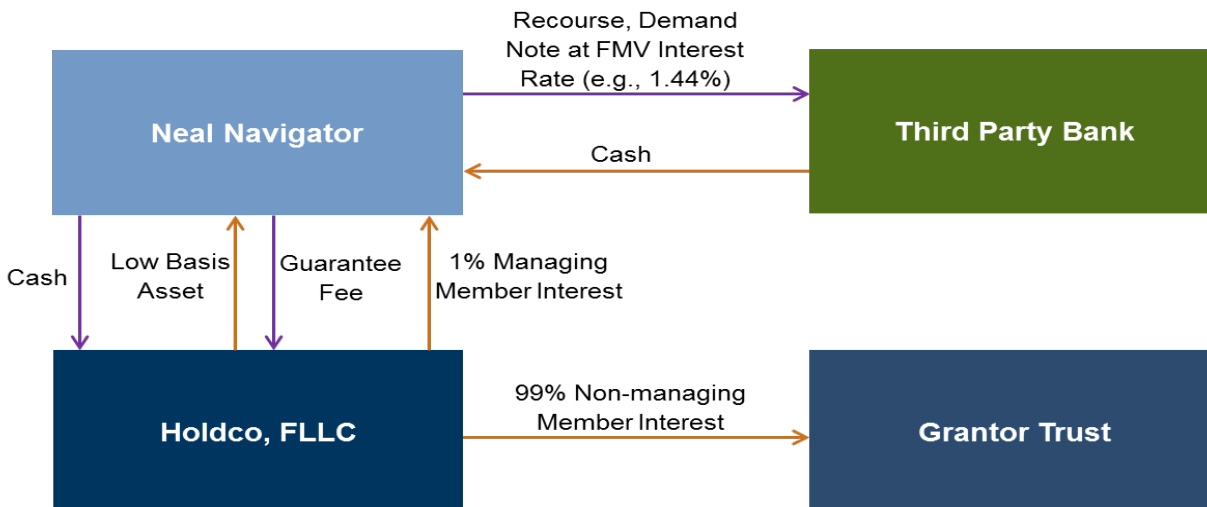 Recourse, Demand
Note at FMV Interest
Rate (e.g., 1.44%)
Neal Navigator
Third Party Bank
Cash
Cash
Low Basis
Asset
Guarantee
Fee
1% Managing
Member Interest
99% Non-managing
Member Interest
Holdco, FLLC
Grantor Trust